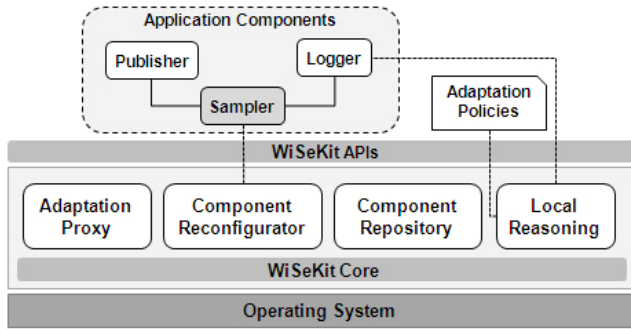 Application Components
Publisher
Logger
Sampler
Adaptation
Policies
WiSeKit APIs
Adaptation
Proxy
Component
Reconfigurator
Component
Repository
Local
Reasoning
WiSeKit Core
Operating System